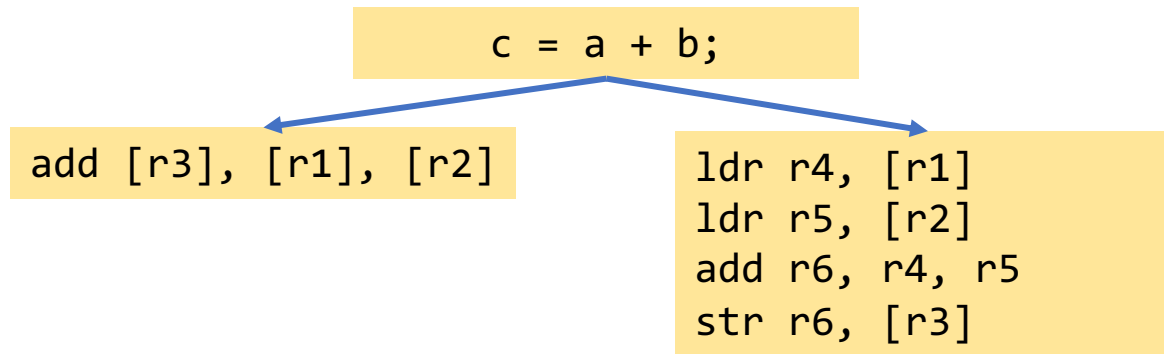 c = a + b;
add [r3], [r1], [r2]
ldr r4, [r1]
ldr r5, [r2]
add r6, r4, r5
str r6, [r3]